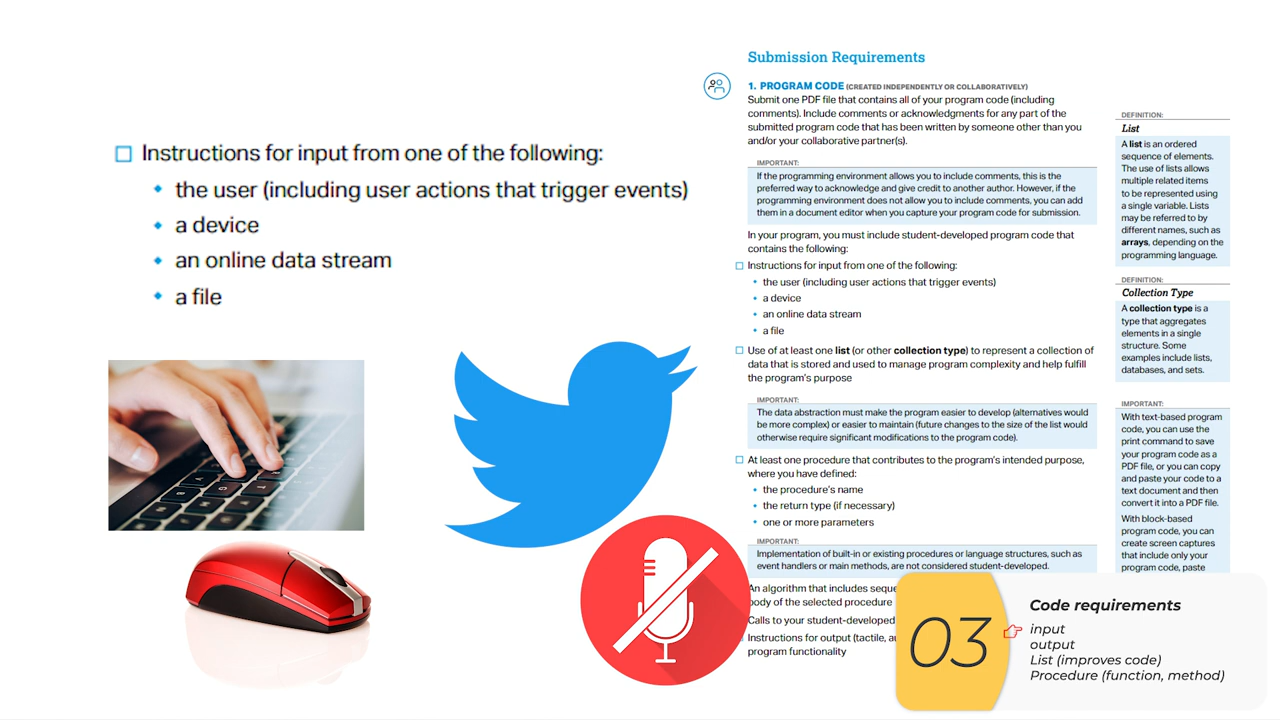 Instructions for input from one of the following:
the user (including user actions that trigger events)
a device
an online data stream
a file
Submission Requirements
1. PROGRAM CODE (CREATED INDEPENDENTLY OR COLLABORATIVELY)
Submit one PDF file that contains all of your program code (including
comments). Include comments or acknowledgments for any part of the
submitted program code that has been written by someone other than you
and/or your collaborative partner(s).
IMPORTANT:
If the programming environment allows you to include comments, this is the
preferred way to acknowledge and give credit to another author. However, if the
programming environment does not allow you to include comments, you can add
them in a document editor when you capture your program code for submission.
In your program, you must include student-developed program code that
contains the following:
Instructions for input from one of the following:
the user (including user actions that trigger events)
a device
an online data stream
a file
Use of at least one list (or other collection type) to represent a collection of
data that is stored and used to manage program complexity and help fulfill
the program's purpose
IMPORTANT:
The data abstraction must make the program easier to develop (alternatives would
be more complex) or easier to maintain (future changes to the size of the list would
otherwise require significant modifications to the program code).
At least one procedure that contributes to the program's intended purpose,
where you have defined:
the procedure's name
the return type (if necessary)
one or more parameters
IMPORTANT:
Implementation of built-in or existing procedures or language structures, such as
event handlers or main methods, are not considered student-developed.
An algorithm that includes
body of the selected procedure
Calls to your student-developed
Instructions for output (tactile,
program functionality
DEFINITION:
List
A list is an ordered
sequence of elements.
The use of lists allows
multiple related items
to be represented using
a single variable. Lists
may be referred to by
different names, such as
arrays, depending on the
programming language.
DEFINITION:
Collection Type
A collection type is a
type that aggregates
elements in a single
structure. Some
examples include lists,
databases, and sets.
IMPORTANT:
With text-based program
code, you can use the
print command to save
your program code as a
PDF file, or you can copy
and paste your code to a
text document and then
convert it into a PDF file.
With block-based
program code, you can
create screen captures
that include only your
program code, paste
03
Code requirements
input
output
List (improves code)
Procedure (function, method)